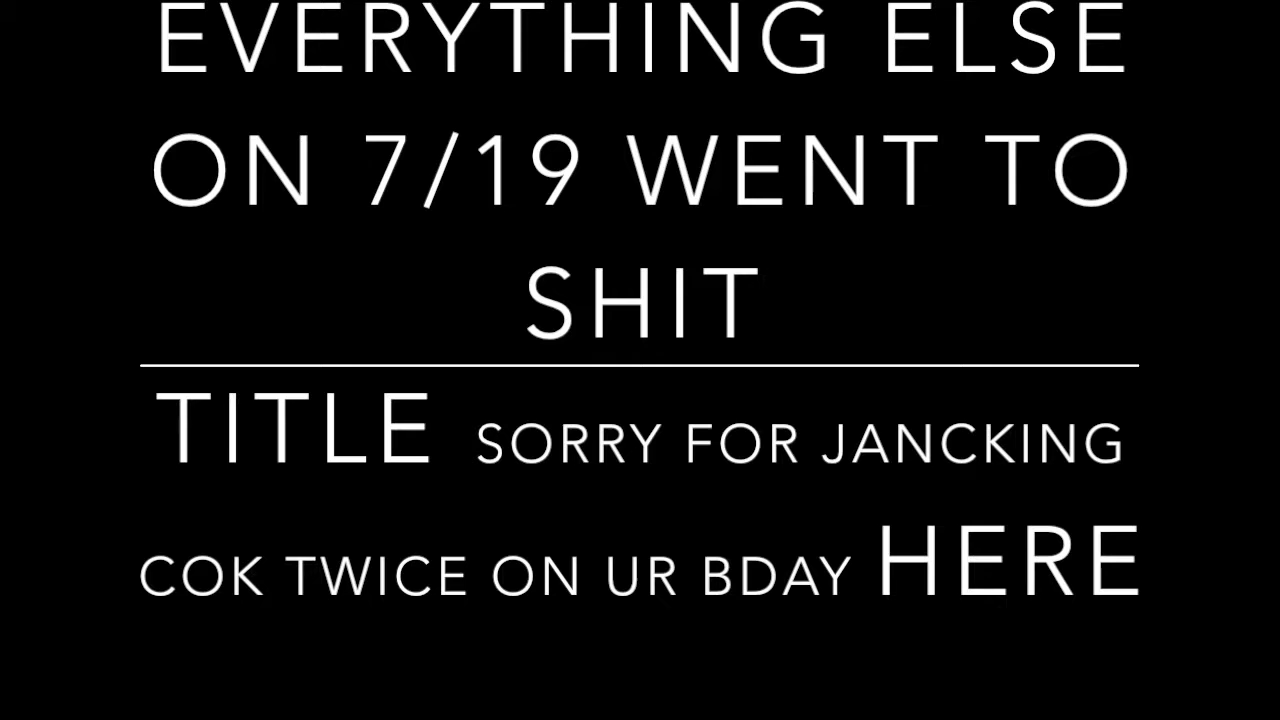 EVERYTHING ELSE
ON 7/19 WENT TO
SHIT
TITLE SORRY FOR JANCKING
COK TWICE ON UR BDAY HERE